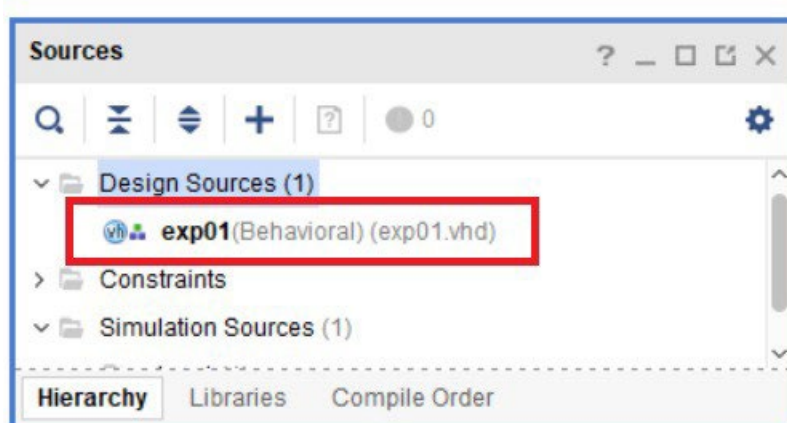 Sources
0
Design Sources (1)
exp01(Behavioral) (exp01.vhd)
Constraints
Simulation Sources (1)
Hierarchy Libraries Compile Order